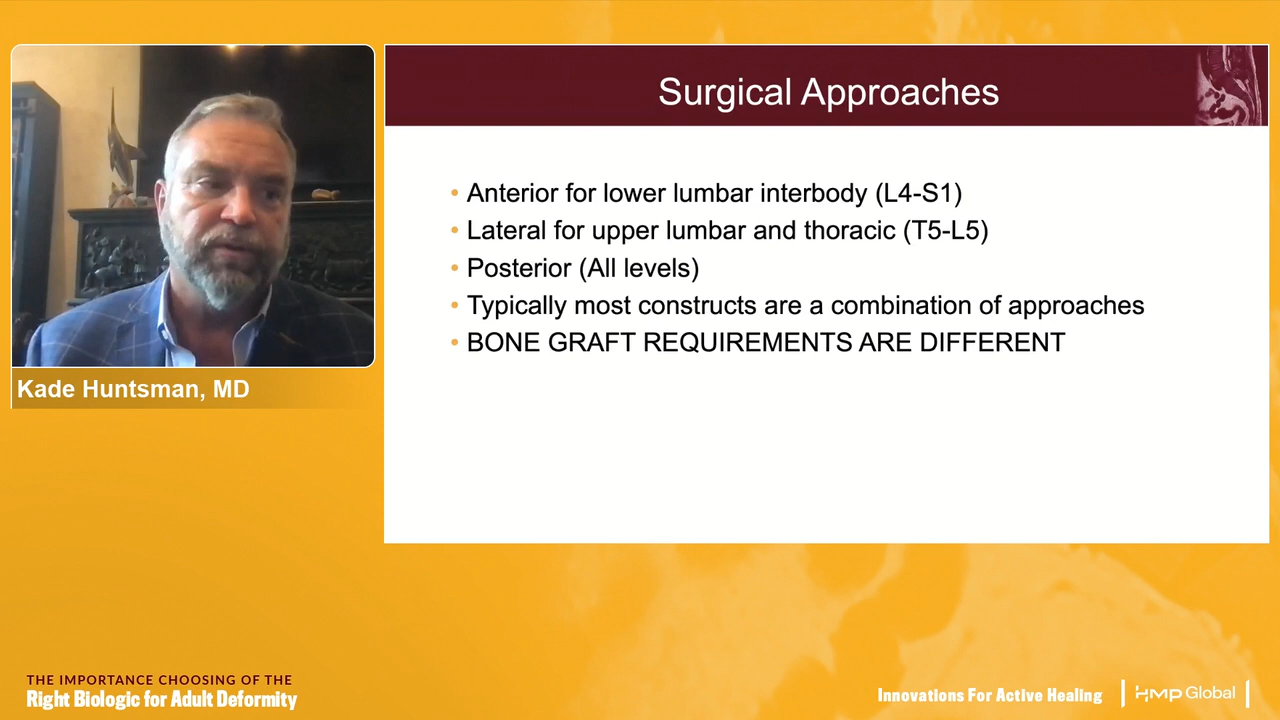 Surgical Approaches
• Anterior for lower lumbar interbody (L4-S1)
• Lateral for upper lumbar and thoracic (T5-L5)
• Posterior (All levels)
• Typically most constructs are a combination of approaches
• BONE GRAFT REQUIREMENTS ARE DIFFERENT
Kade Huntsman, MD
THE IMPORTANCE CHOOSING OF THE
Right Biologic for Adult Deformity
Innovations For Active Healing
HMP Global